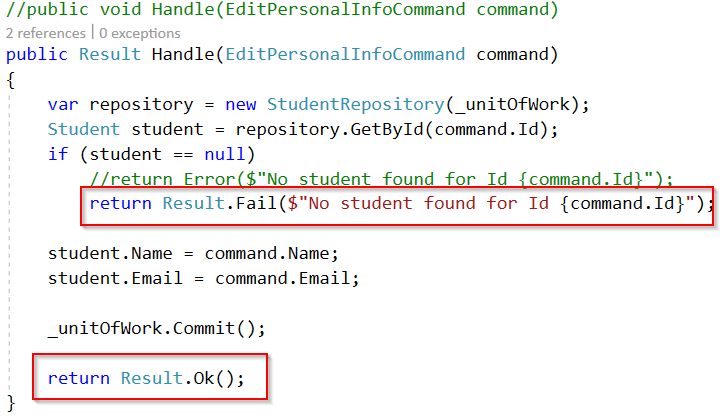 //public void Handle(EditPersonalInfoCommand command)
2 references | 0 exceptions
public Result Handle(EditPersonalInfoCommand command)
{
    var repository = new StudentRepository(_unitOfWork);
    Student student = repository.GetById(command.Id);
    if (student == null)
        //return Error($"No student found for Id {command.Id}");
        return Result.Fail($"No student found for Id {command.Id}");
    student.Name = command.Name;
    student.Email = command.Email;
    _unitOfWork.Commit();
    return Result.Ok();
}